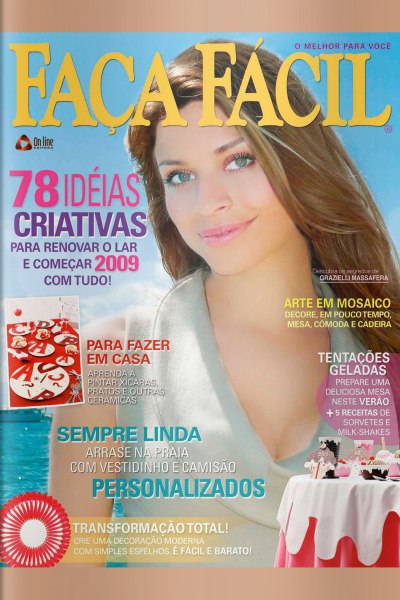 O MELHOR PARA VOCÊ
FAÇA FÁCIL
®
On line
EDITORA
78 IDÉIAS
CRIATIVAS
PARA RENOVAR O LAR
E COMEÇAR 2009
COM TUDO!
Descubra os segredos de
GRAZIELLI MASSAFERA
ARTE EM MOSAICO
DECORE, EM POUCO TEMPO,
MESA, CÔMODA E CADEIRA
PARA FAZER
EM CASA
APRENDA A
PINTAR XÍCARAS,
PRATOS E OUTRAS
CERÂMICAS
TENTAÇÕES
GELADAS
PREPARE UMA
DELICIOSA MESA
NESTE VERÃO
+ 5 RECEITAS DE
SORVETES E
MILK-SHAKES
SEMPRE LINDA
ARRASE NA PRAIA
COM VESTIDINHO E CAMISÃO
PERSONALIZADOS
TRANSFORMAÇÃO TOTAL!
CRIE UMA DECORAÇÃO MODERNA
COM SIMPLES ESPELHOS. É FÁCIL E BARATO!